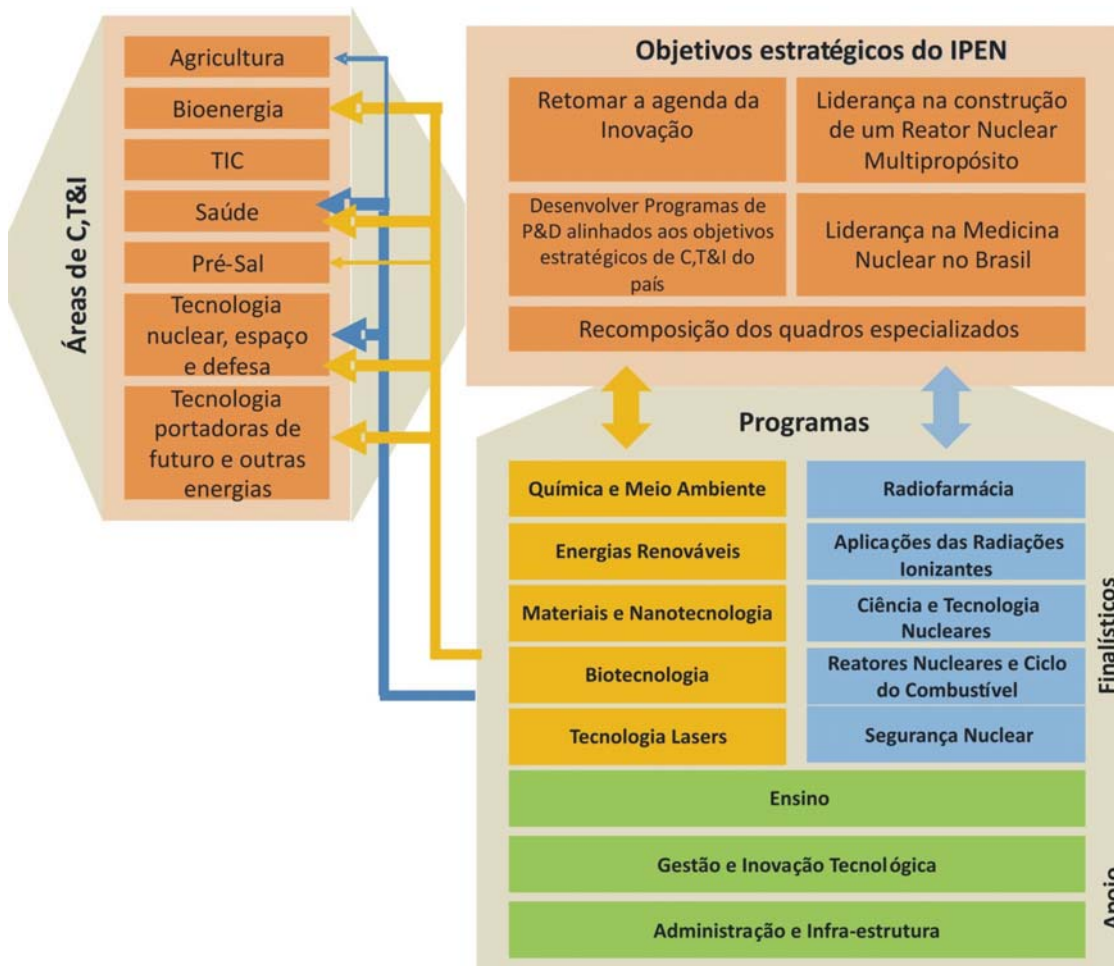 Áreas de C,T&I
Agricultura
Bioenergia
TIC
Saúde
Pré-Sal
Tecnologia
nuclear, espaço
e defesa
Tecnologia
portadoras de
futuro e outras
energias
Objetivos estratégicos do IPEN
Retomar a agenda da
Inovação
Liderança na construção
de um Reator Nuclear
Multipropósito
Desenvolver Programas de
P&D alinhados aos objetivos
estratégicos de C,T&I do
país
Liderança na Medicina
Nuclear no Brasil
Recomposição dos quadros especializados
Programas
Química e Meio Ambiente
Energias Renováveis
Materiais e Nanotecnologia
Biotecnologia
Tecnologia Lasers
Radiofarmácia
Aplicações das Radiações
Ionizantes
Ciência e Tecnologia
Nucleares
Reatores Nucleares e Ciclo
do Combustível
Segurança Nuclear
Finalísticos
Ensino
Gestão e Inovação Tecnológica
Administração e Infra-estrutura
Apoio